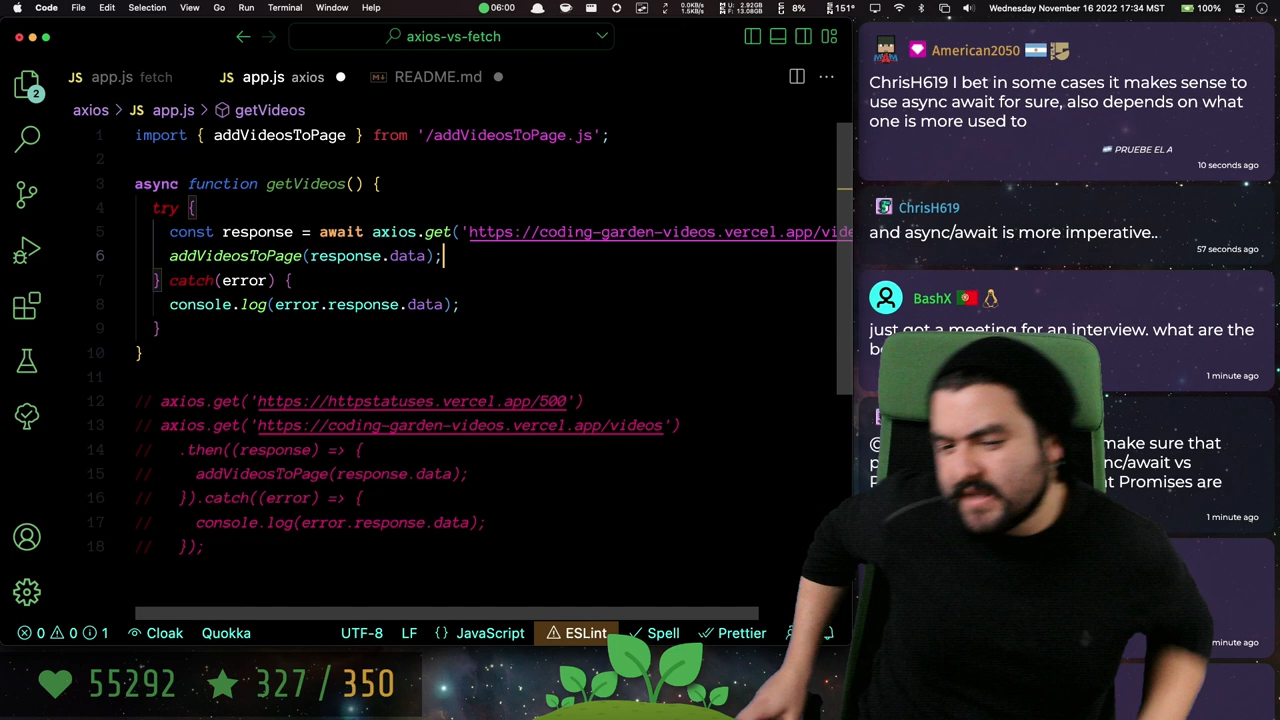 Code File Edit Selection View Go Run Terminal Window Help
06:00
0.0KB/s
1.5KB/s
U: 2.92GB
F: 13.08GB
8%
151°
Wednesday November 16 2022 17:34 MST
100%
axios-vs-fetch
2
JS app.js fetch
JS app.js axios
README.md
axios > JS app.js > getVideos
1 import { addVideosToPage } from '/addVideosToPage.js';
2
3 async function getVideos() {
4 try {
5 const response = await axios.get('https://coding-garden-videos.vercel.app/vide
6 addVideosToPage(response.data);
7 } catch(error) {
8 console.log(error.response.data);
9 }
10 }
11
12 // axios.get('https://httpstatuses.vercel.app/500')
13 // axios.get('https://coding-garden-videos.vercel.app/videos')
14 // .then((response) => {
15 // addVideosToPage(response.data);
16 // }).catch((error) => {
17 // console.log(error.response.data);
18 // });
0 0 1 Cloak Quokka UTF-8 LF {} JavaScript ESLint Spell Prettier
55292 327 / 350
American2050
ChrisH619 I bet in some cases it makes sense to
use async await for sure, also depends on what
one is more used to
PRUEBE EL A
10 seconds ago
ChrisH619
and async/await is more imperative..
57 seconds ago
BashX
just got a meeting for an interview. what are the
1 minute ago
make sure that
nc/await vs
t Promises are
1 minute ago
minute ago